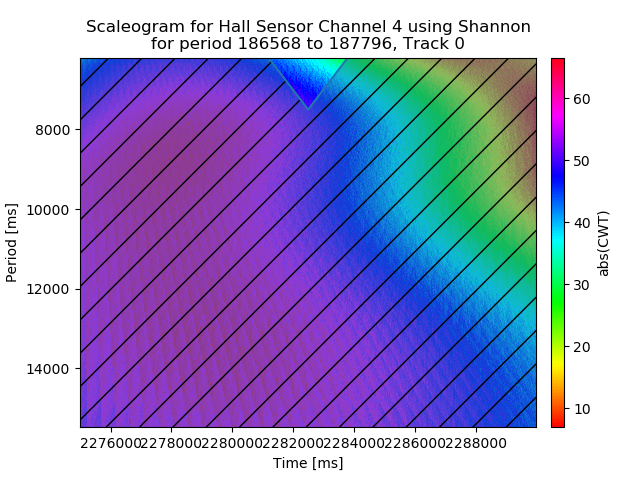 Scaleogram for Hall Sensor Channel 4 using Shannon
for period 186568 to 187796, Track 0
8000
10000
12000
14000
Period [ms]
2276000 2278000 2280000 2282000 2284000 2286000 2288000
Time [ms]
60
50
40
30
20
10
abs(CWT)